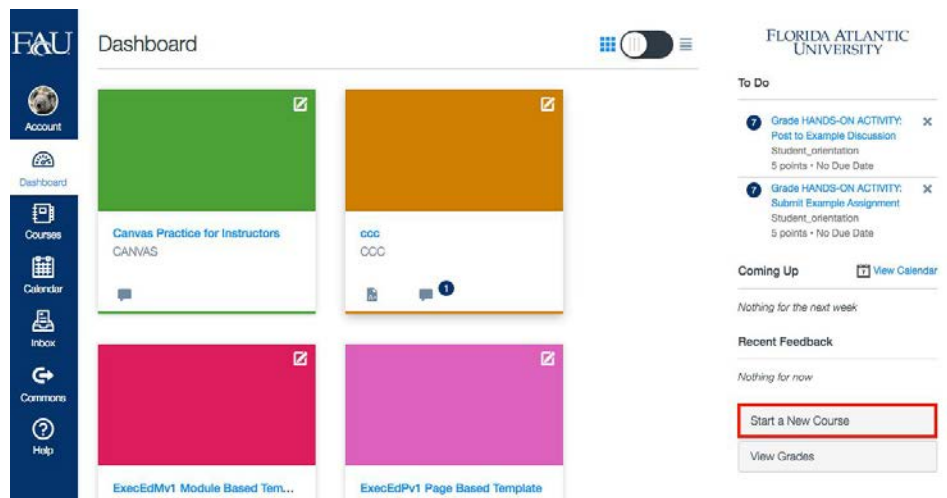 FAU
Account
Dashboard
Courses
Calendar
Inbox
Commons
Help
Dashboard
Canvas Practice for Instructors
CANVAS
ccc
CCC
1
ExecEdMv1 Module Based Tem...
ExecEdPv1 Page Based Template
FLORIDA ATLANTIC
UNIVERSITY
To Do
7 Grade HANDS-ON ACTIVITY:
Post to Example Discussion
Student_orientation
5 points • No Due Date
7 Grade HANDS-ON ACTIVITY:
Submit Example Assignment
Student_orientation
5 points • No Due Date
Coming Up 7 View Calendar
Nothing for the next week
Recent Feedback
Nothing for now
Start a New Course
View Grades